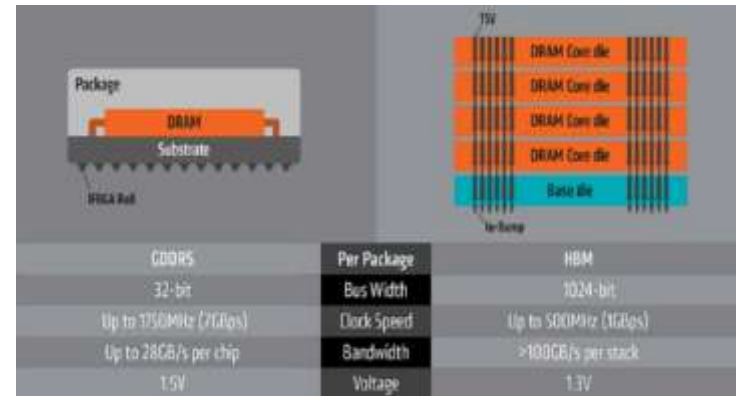 TSV
DRAM Core die
DRAM Core die
DRAM Core die
DRAM Core die
Base die
Package
DRAM
Substrate
GDDR5 Per Package HBM
32-bit Bus Width 1024-bit
Up to 1750MHz (7GBps) Clock Speed Up to 500MHz (1GBps)
Up to 28GB/s per chip Bandwidth >100GB/s per stack
1.5V Voltage 1.3V